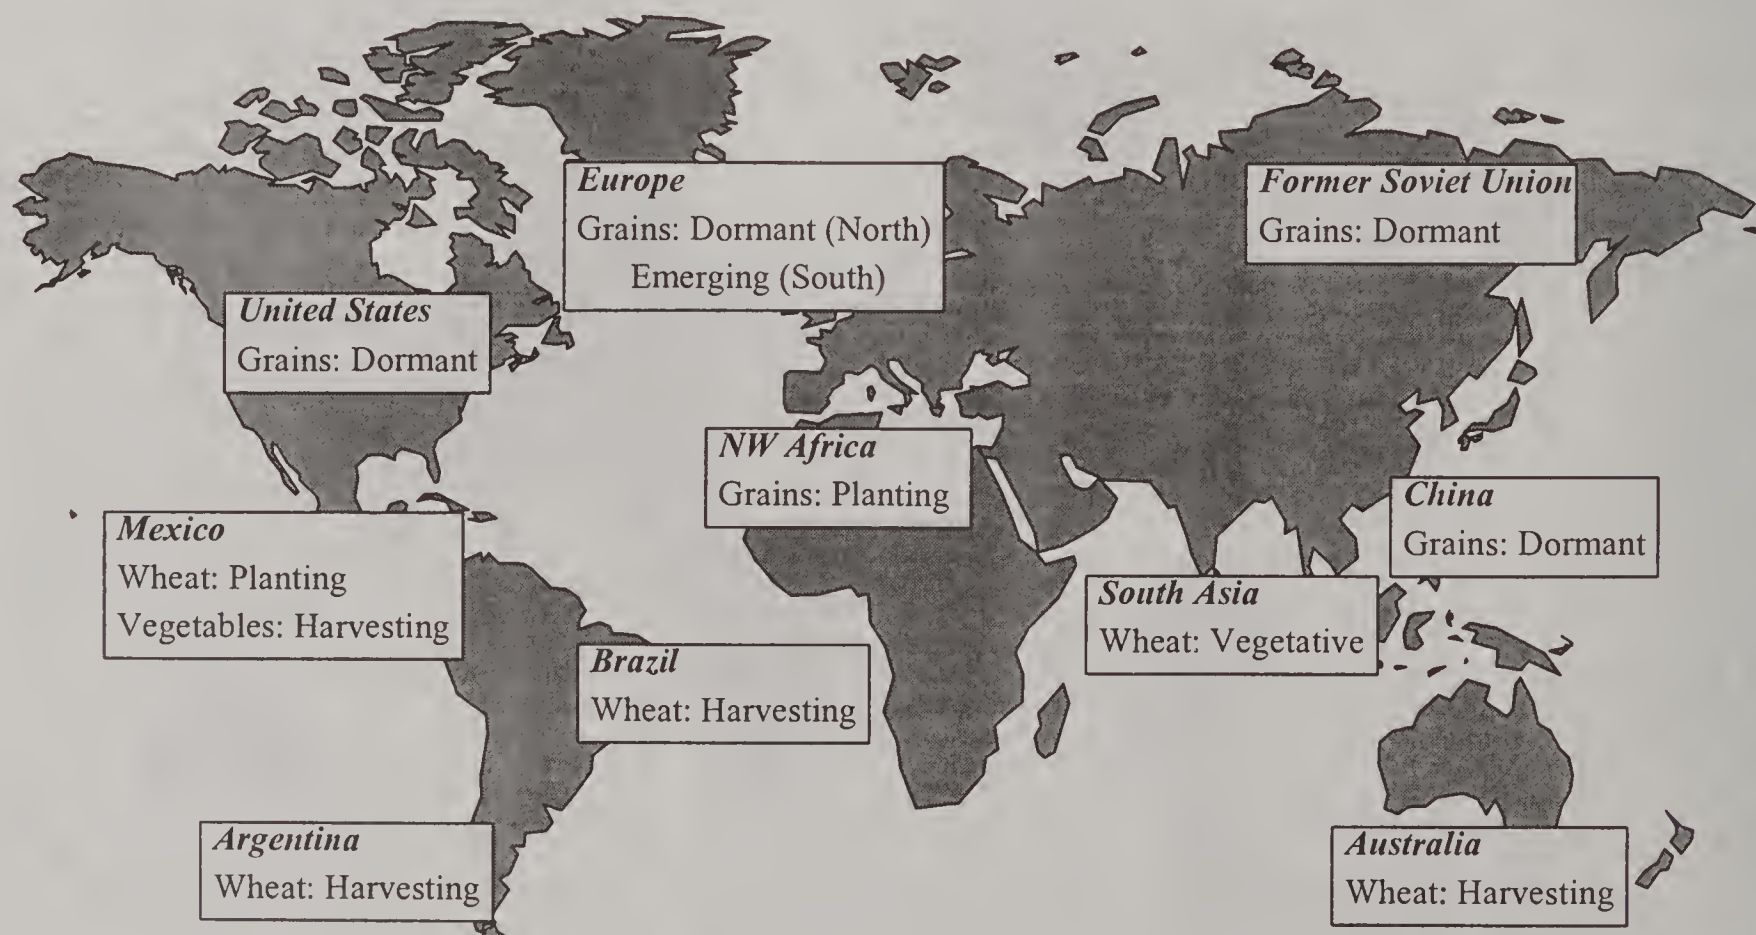 Europe
Grains: Dormant (North)
Emerging (South)
Former Soviet Union
Grains: Dormant
United States
Grains: Dormant
NW Africa
Grains: Planting
China
Grains: Dormant
Mexico
Wheat: Planting
Vegetables: Harvesting
South Asia
Wheat: Vegetative
Brazil
Wheat: Harvesting
Argentina
Wheat: Harvesting
Australia
Wheat: Harvesting